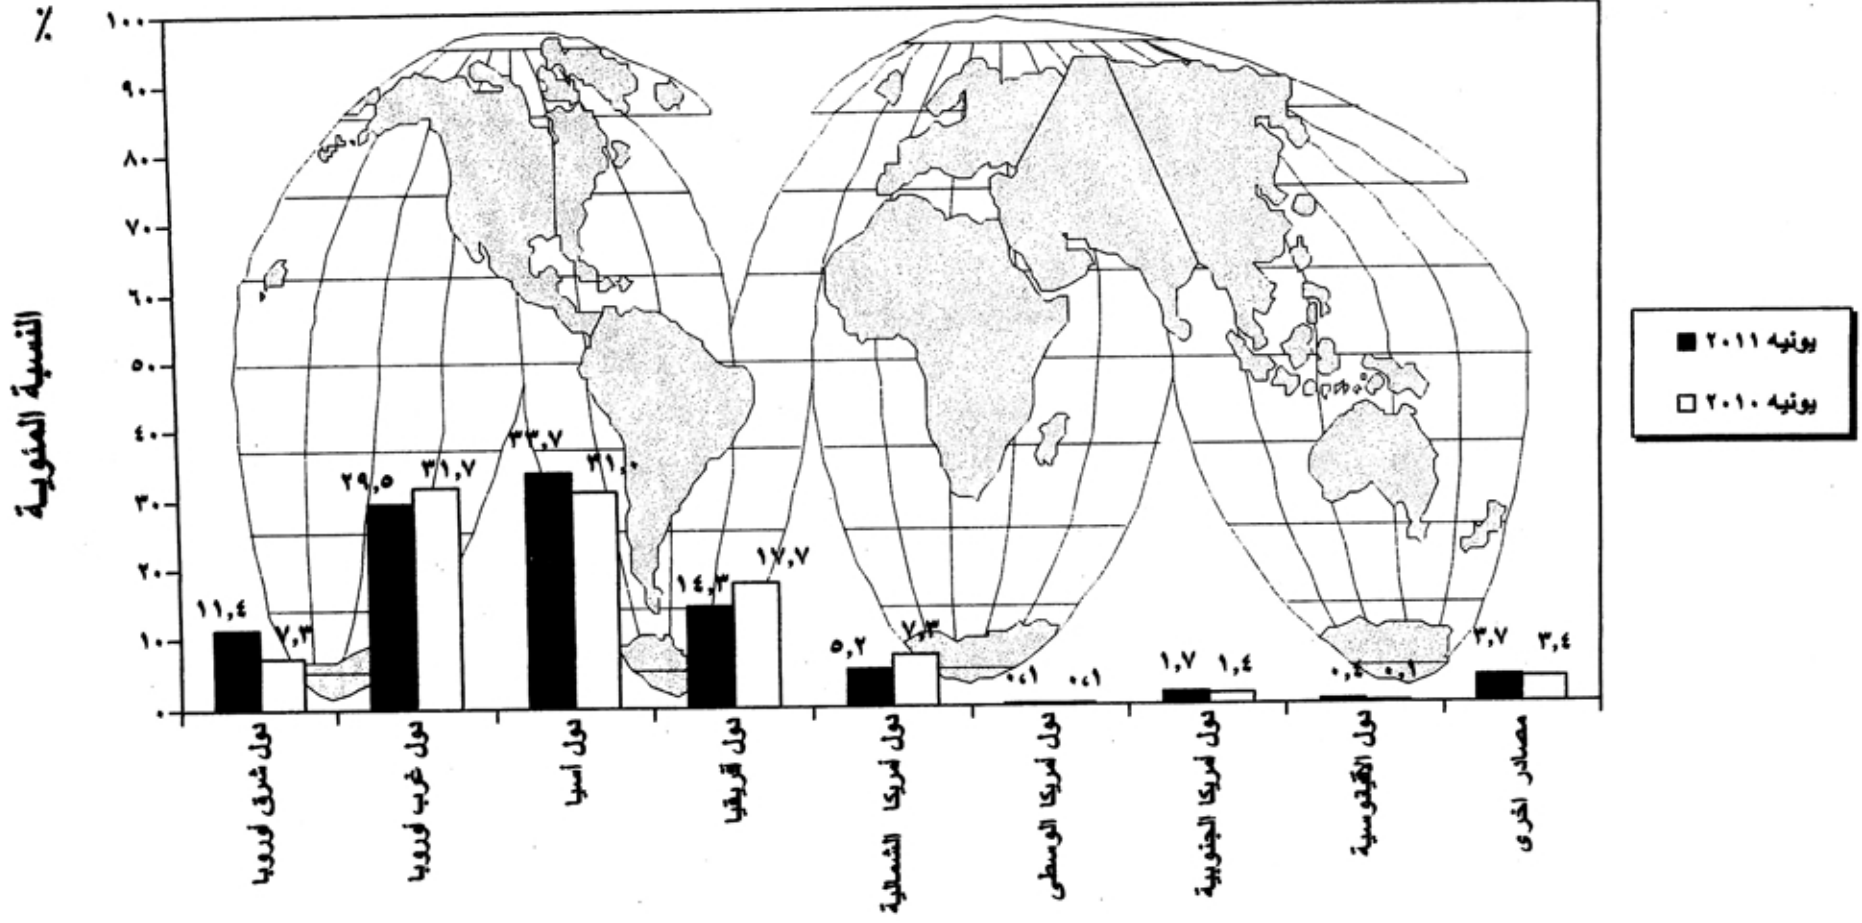 ٪
١٠٠
٩٠
٨٠
٧٠
٦٠
٥٠
٤٠
٣٠
٢٠
١٠
٠
النسبة المئوية
١١,٤
٧,٣
٢٩,٥
٣١,٧
٣٣,٧
٣١,٠
١٤,٣
١٧,٧
٥,٢
٧,٣
٠,١
٠,١
١,٧
١,٤
٠,٤
٠,١
٣,٧
٣,٤
دول شرق أوروبا
دول غرب أوروبا
دول أسيا
دول أفريقيا
دول أمريكا الشمالية
دول أمريكا الوسطى
دول أمريكا الجنوبية
دول الاقيانوسية
مصادر اخرى
يونيه ٢٠١١
يونيه ٢٠١٠